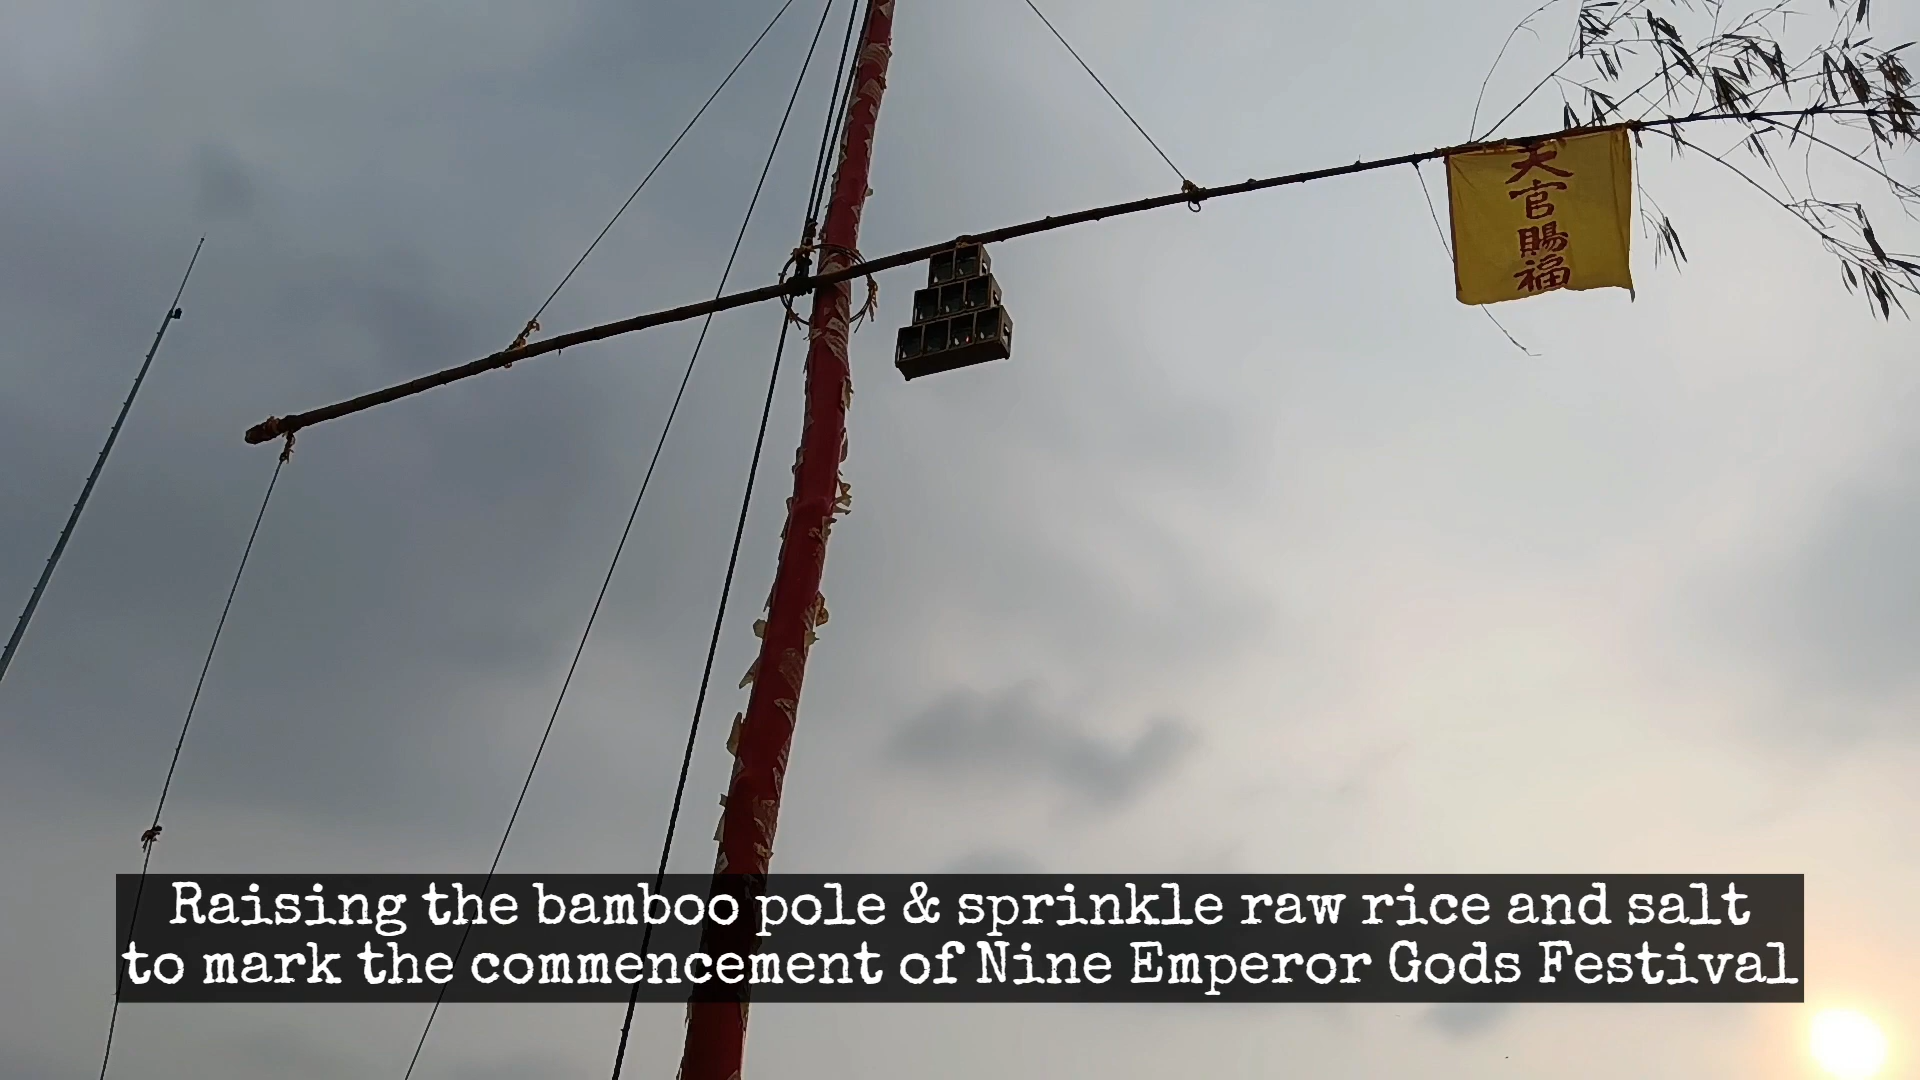 天官賜福
Raising the bamboo pole & sprinkle raw rice and salt
to mark the commencement of Nine Emperor Gods Festival